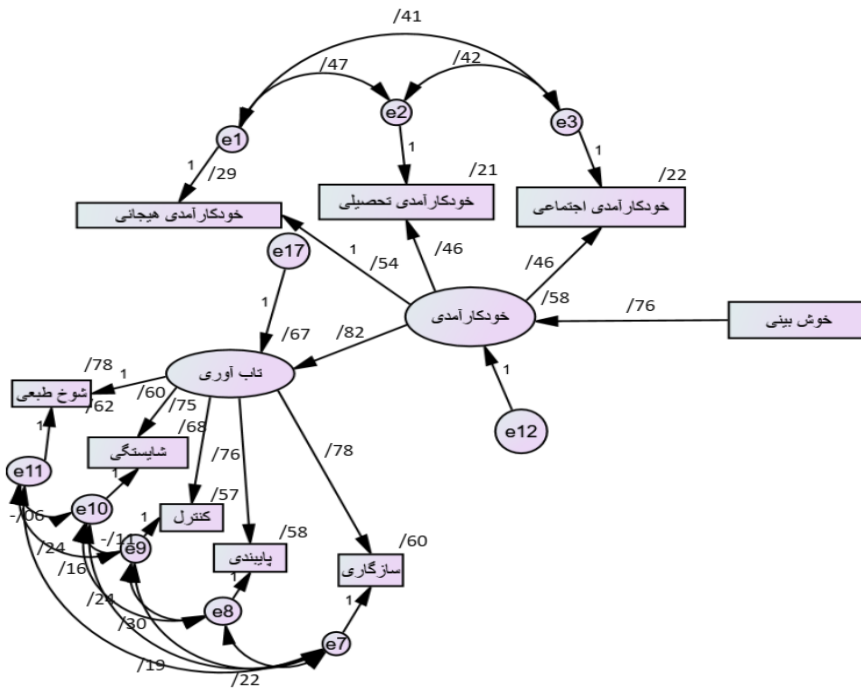 /41
/47
/42
e1
e2
e3
1
/29
1
/21
1
/22
خودکارآمدی هیجانی
خودکارآمدی تحصیلی
خودکارآمدی اجتماعی
e17
1
/54
/46
/46
/58
/76
خودکارآمدی
خوش بینی
1
/67
/82
1
e12
تاب آوری
/78
1
/60
/75
/62
شوخ طبعی
/68
/76
/78
شایستگی
1
e11
1
e10
/57
کنترل
1
e9
/58
پایبندی
1
e8
/60
سازگاری
1
e7
-/06
-/11
/24
/16
/24
/30
/19
/22